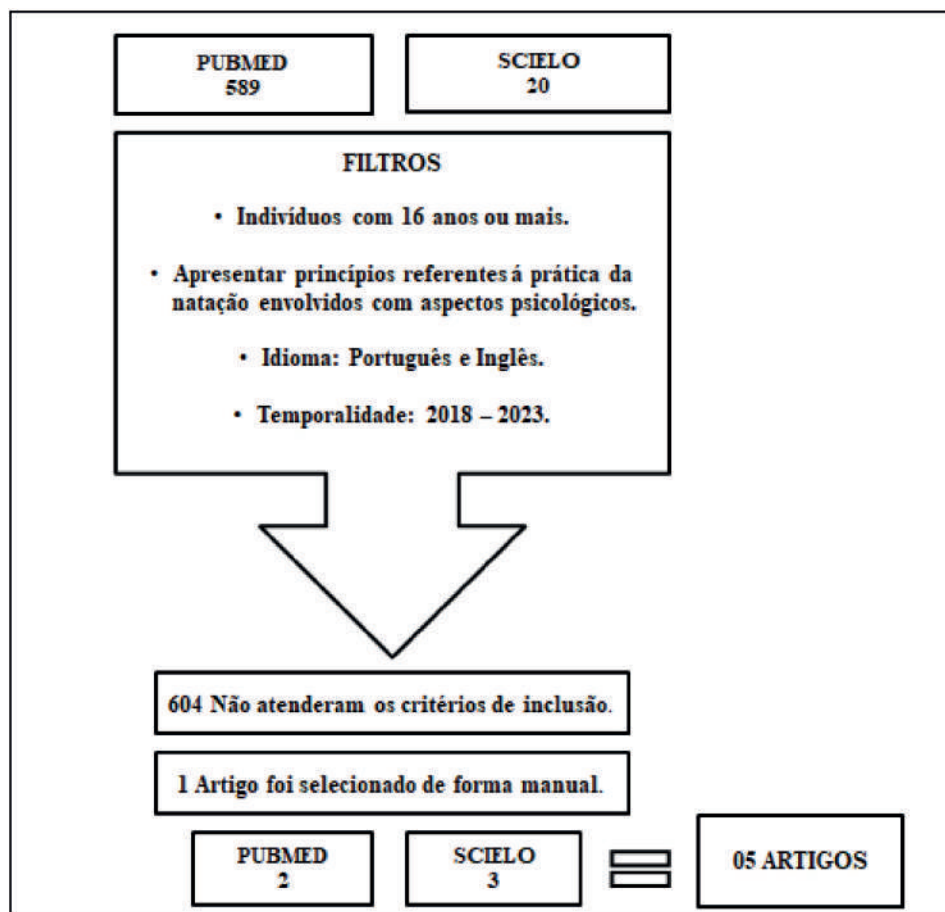 PUBMED
589
SCIELO
20
FILTROS
• Indivíduos com 16 anos ou mais.
• Apresentar princípios referentes á prática da
natação envolvidos com aspectos psicológicos.
• Idioma: Português e Inglês.
• Temporalidade: 2018 – 2023.
604 Não atenderam os critérios de inclusão.
1 Artigo foi selecionado de forma manual.
PUBMED
2
SCIELO
3
05 ARTIGOS